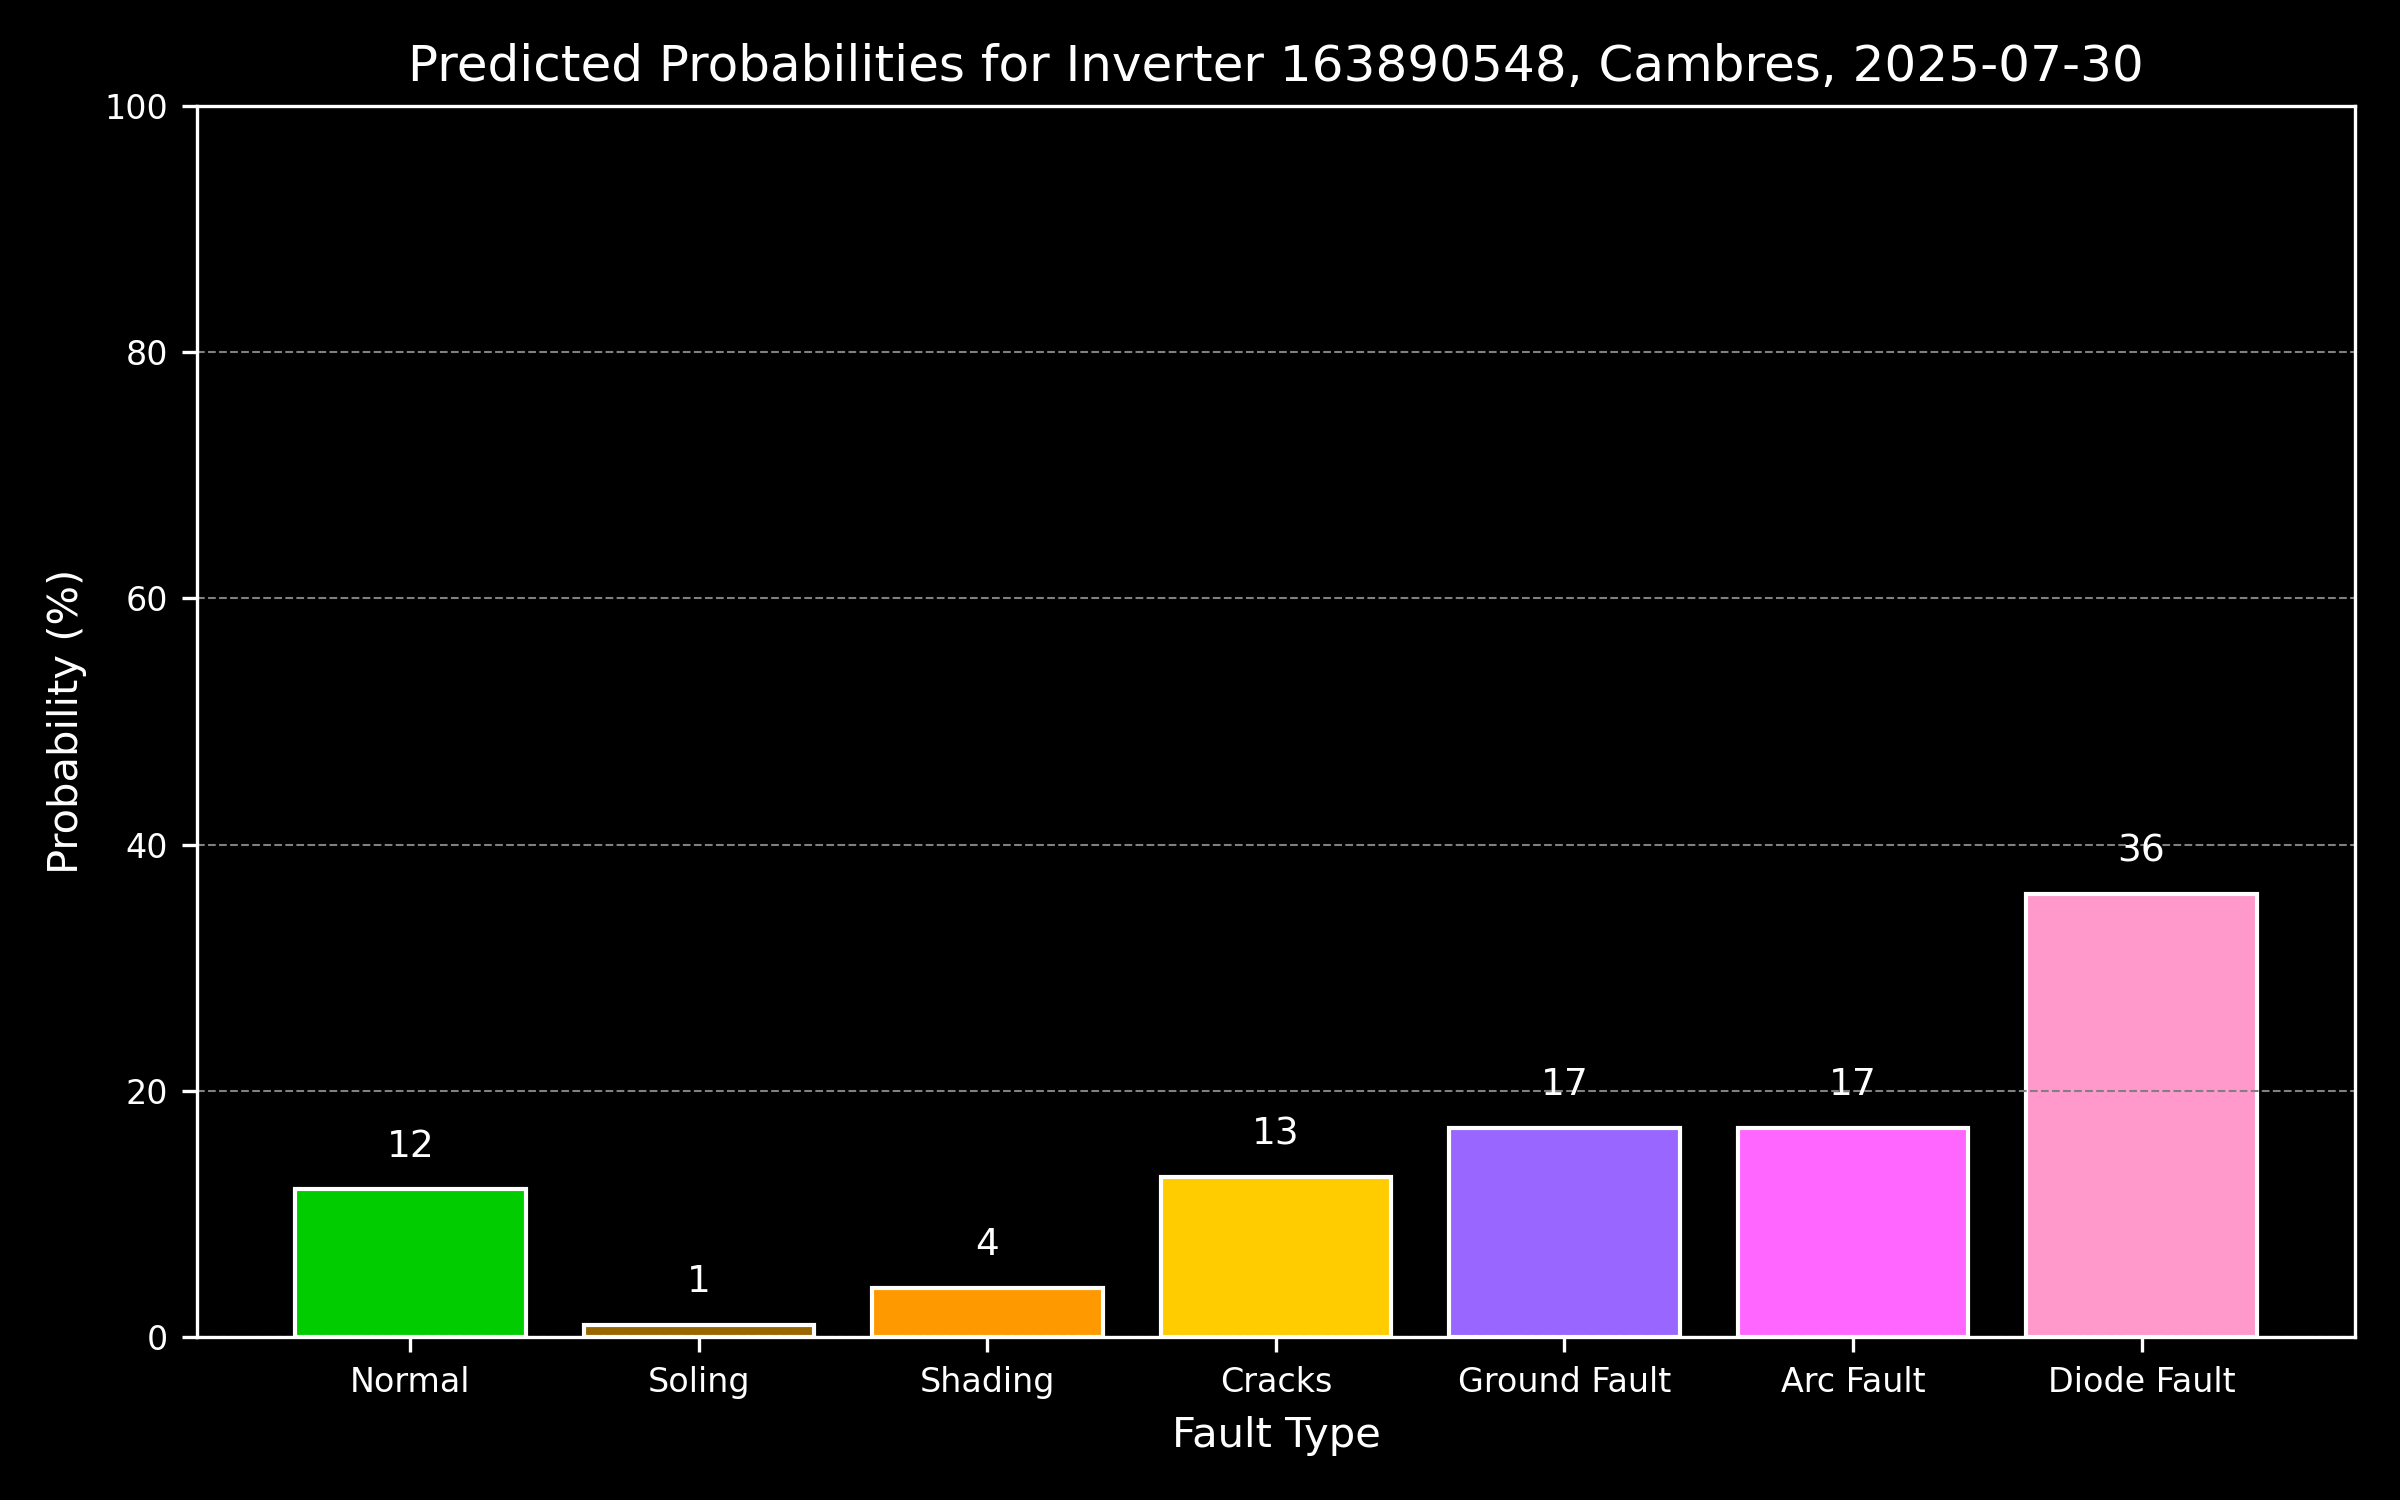 Predicted Probabilities for Inverter 163890548, Cambres, 2025-07-30
100
80
60
40
20
0
Probability (%)
12
1
4
13
17
17
36
Normal
Soling
Shading
Cracks
Ground Fault
Arc Fault
Diode Fault
Fault Type